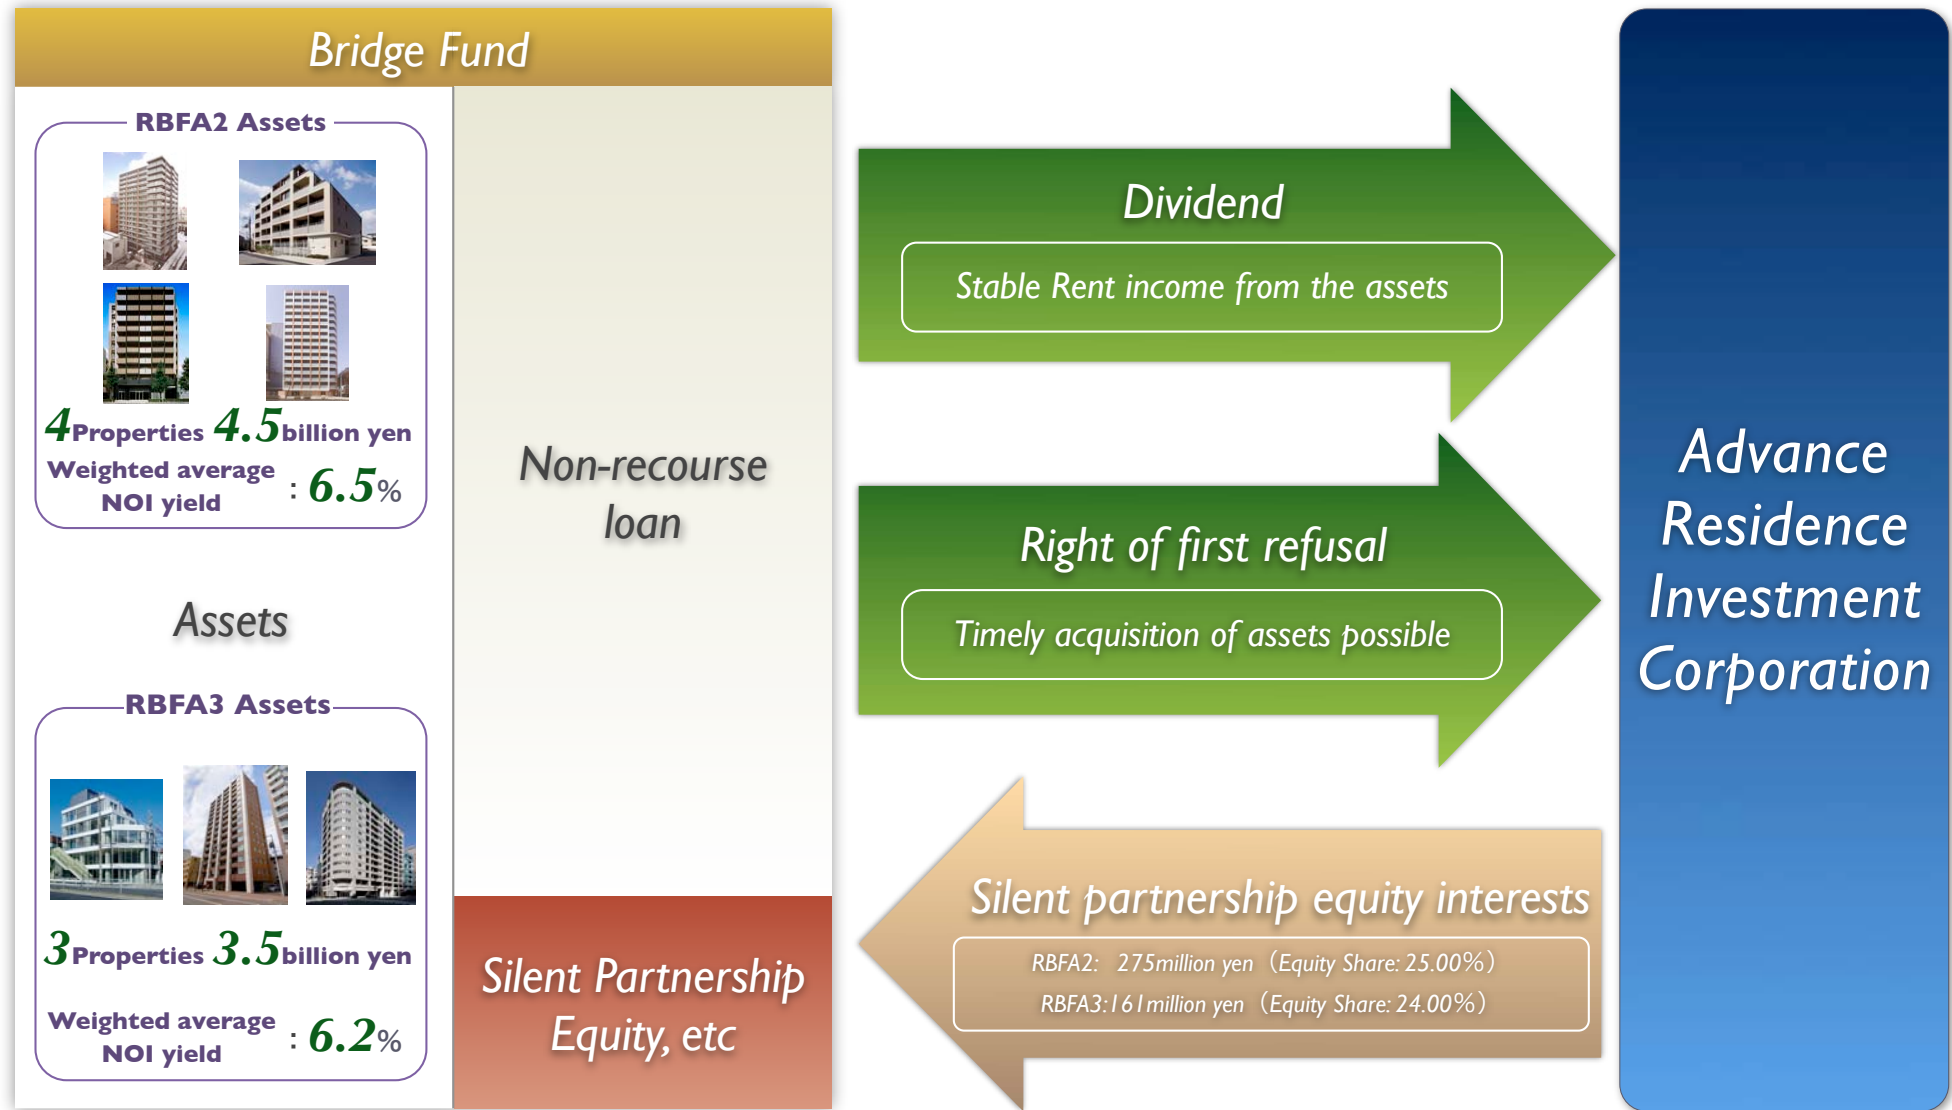 Bridge Fund
RBFA2 Assets
4Properties 4.5billion yen
Weighted average
NOI yield
: 6.5%
Assets
RBFA3 Assets
3Properties 3.5billion yen
Weighted average
NOI yield
: 6.2%
Non-recourse
loan
Silent Partnership
Equity, etc
Dividend
Stable Rent income from the assets
Right of first refusal
Timely acquisition of assets possible
Silent partnership equity interests
RBFA2: 275million yen（Equity Share: 25.00%）
RBFA3:161million yen（Equity Share: 24.00%）
Advance
Residence
Investment
Corporation